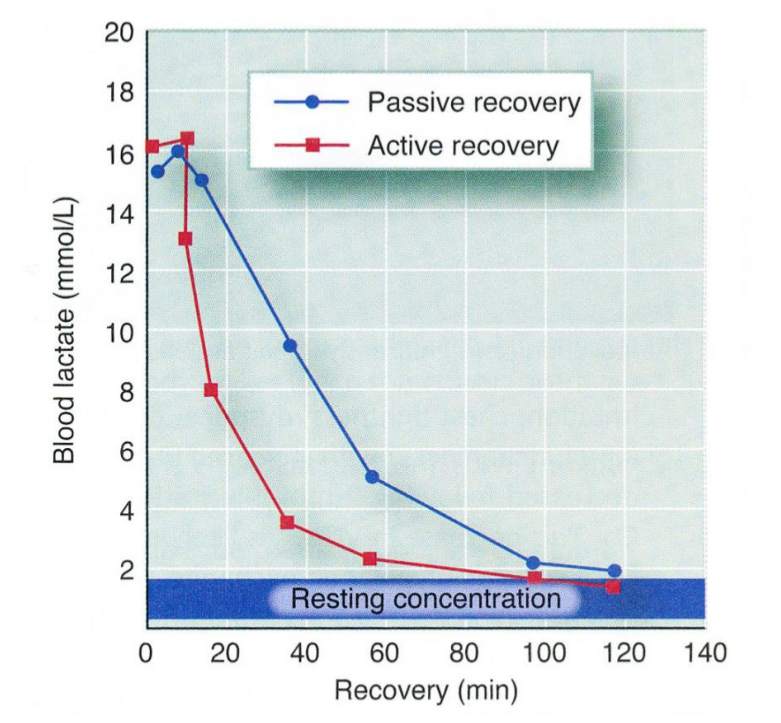 20
18
16
14
12
10
8
6
4
2
Blood lactate (mmol/L)
Passive recovery
Active recovery
Resting concentration
0 20 40 60 80 100 120 140
Recovery (min)